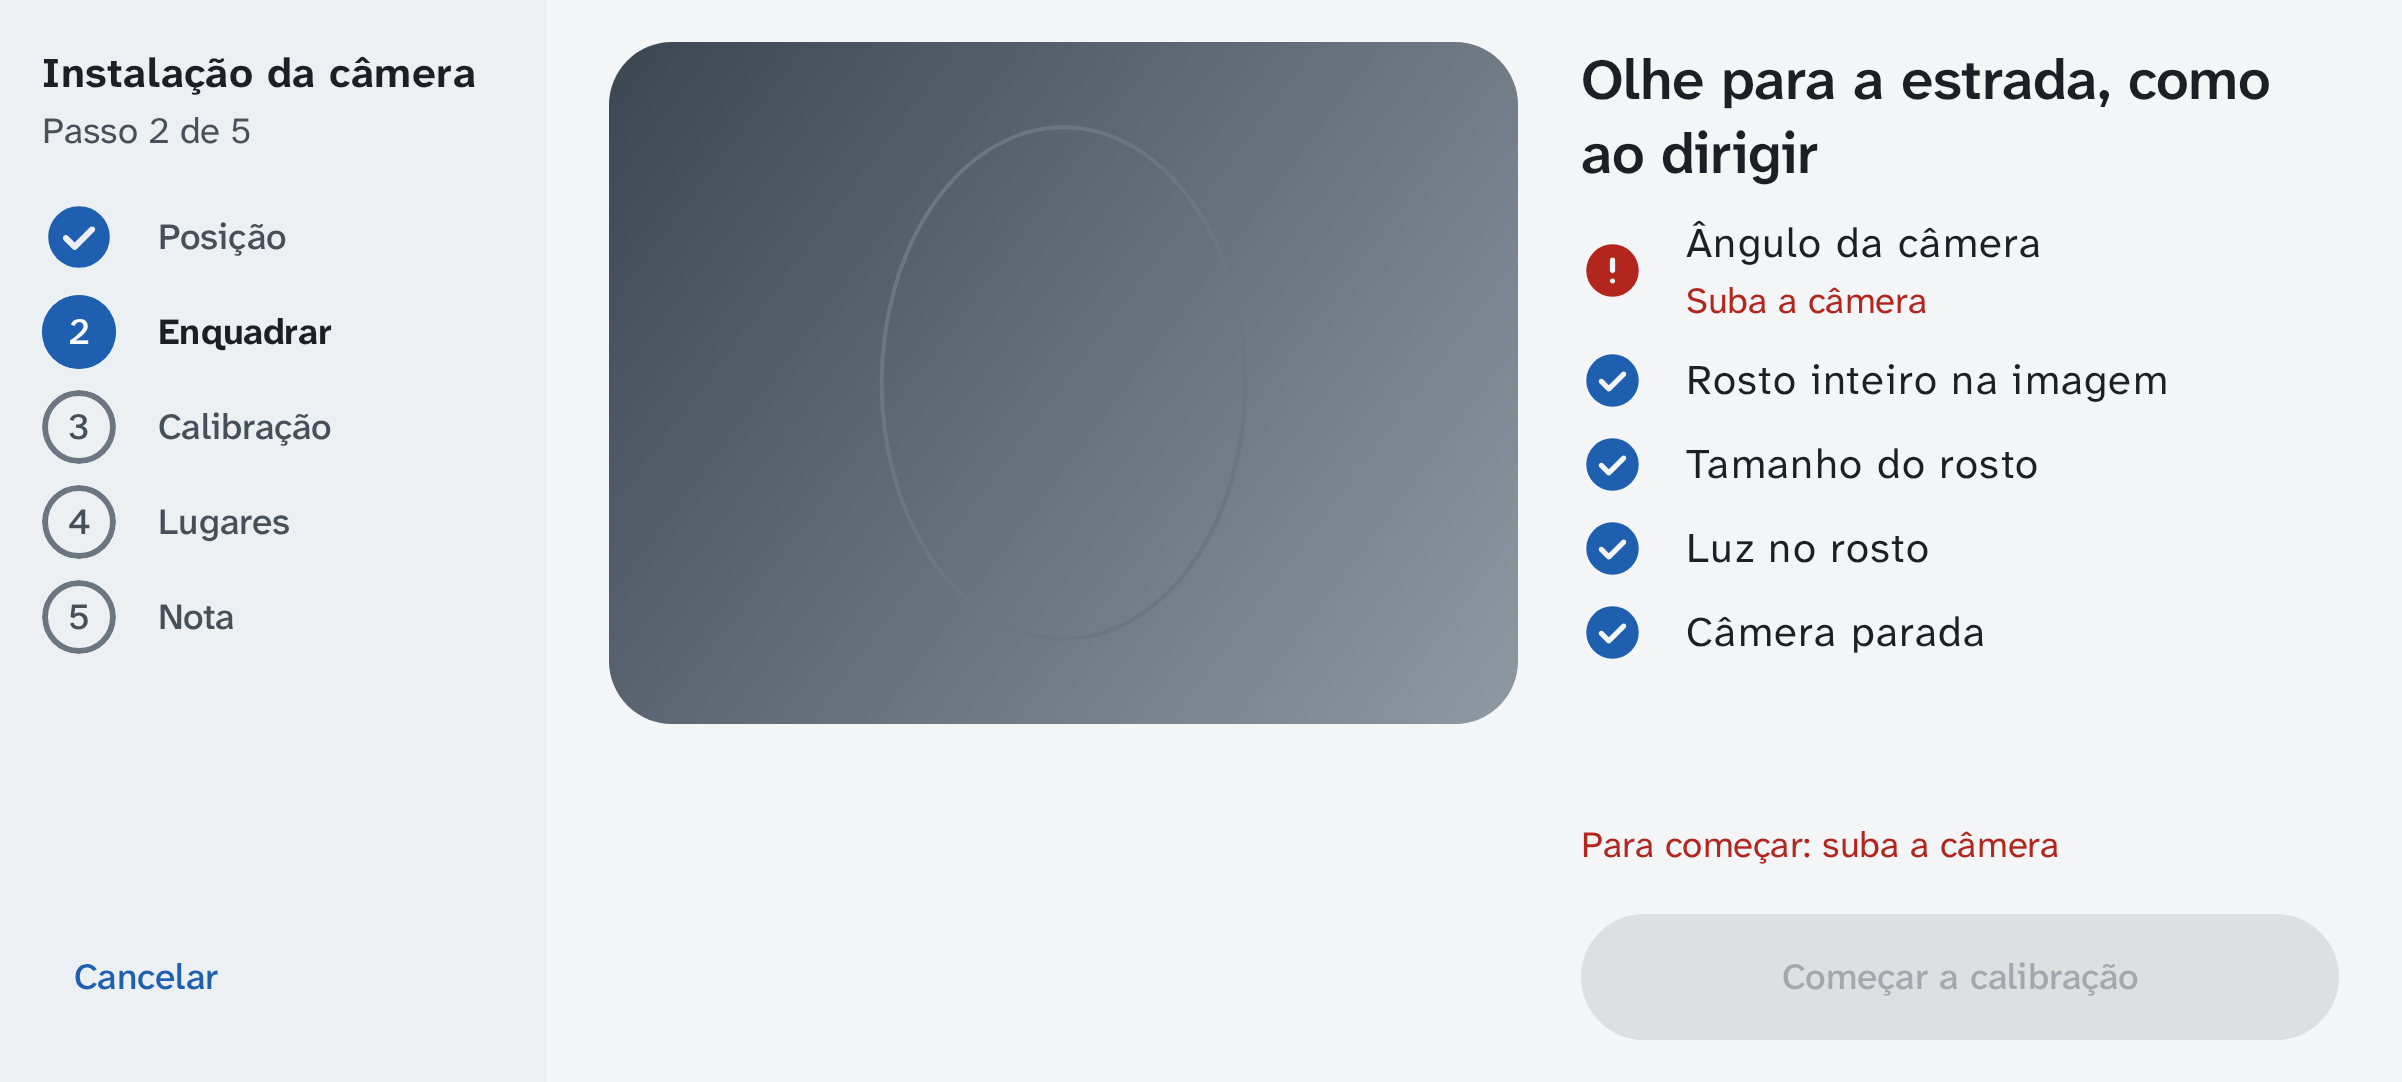 Instalação da câmera
Passo 2 de 5
Posição
2 Enquadrar
3 Calibração
4 Lugares
5 Nota
Cancelar
Olhe para a estrada, como
ao dirigir
Ângulo da câmera
Suba a câmera
Rosto inteiro na imagem
Tamanho do rosto
Luz no rosto
Câmera parada
Para começar: suba a câmera
Começar a calibração